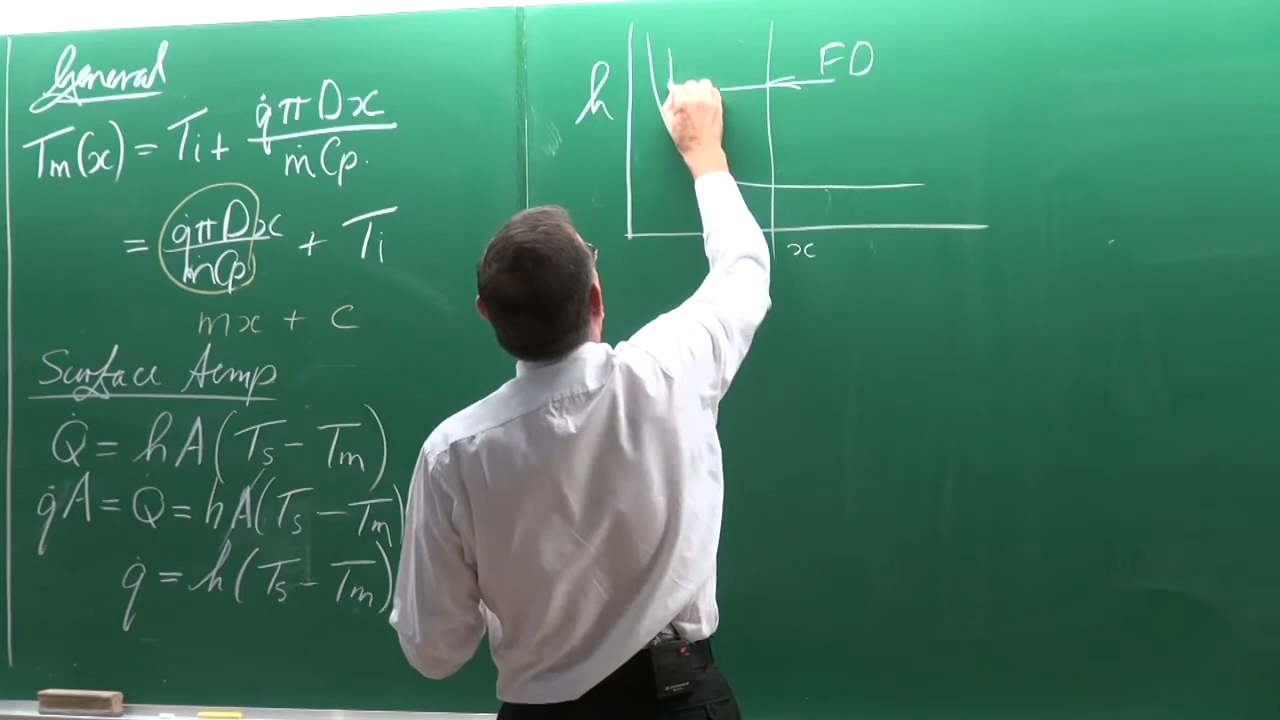 General
Tm(x) = Ti + q̇πDx / ṁCp.
= q̇πDx / ṁCp + Ti
mx + c
Surface Temp
Q̇ = hA(Ts - Tm)
q̇A = Q̇ = hA(Ts - Tm)
q̇ = h(Ts - Tm)
h
FD
x